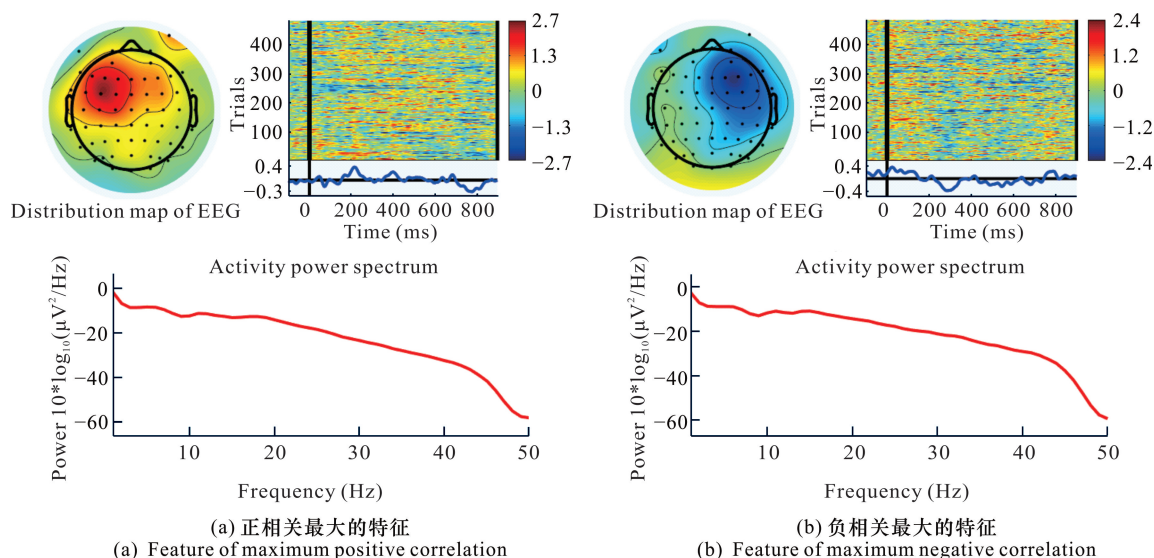 2.7
1.3
0
−1.3
−2.7
Trials
400
300
200
100
0.4
−0.3
0 200 400 600 800
Time (ms)
Distribution map of EEG
2.4
1.2
0
−1.2
−2.4
Trials
400
300
200
100
0.4
−0.4
0 200 400 600 800
Time (ms)
Distribution map of EEG
Activity power spectrum
Power 10*log₁₀(μV²/Hz)
0
−20
−40
−60
10 20 30 40 50
Frequency (Hz)
Activity power spectrum
Power 10*log₁₀(μV²/Hz)
0
−20
−40
−60
10 20 30 40 50
Frequency (Hz)
(a) 正相关最大的特征
(a) Feature of maximum positive correlation
(b) 负相关最大的特征
(b) Feature of maximum negative correlation